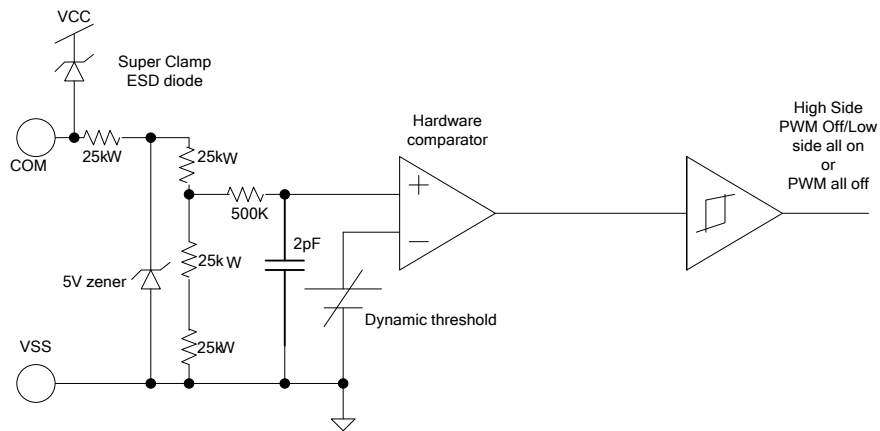 VCC
Super Clamp
ESD diode
COM
25kW
25kW
500K
2pF
25k W
25kW
5V zener
VSS
Hardware
comparator
+
−
Dynamic threshold
High Side
PWM Off/Low
side all on
or
PWM all off